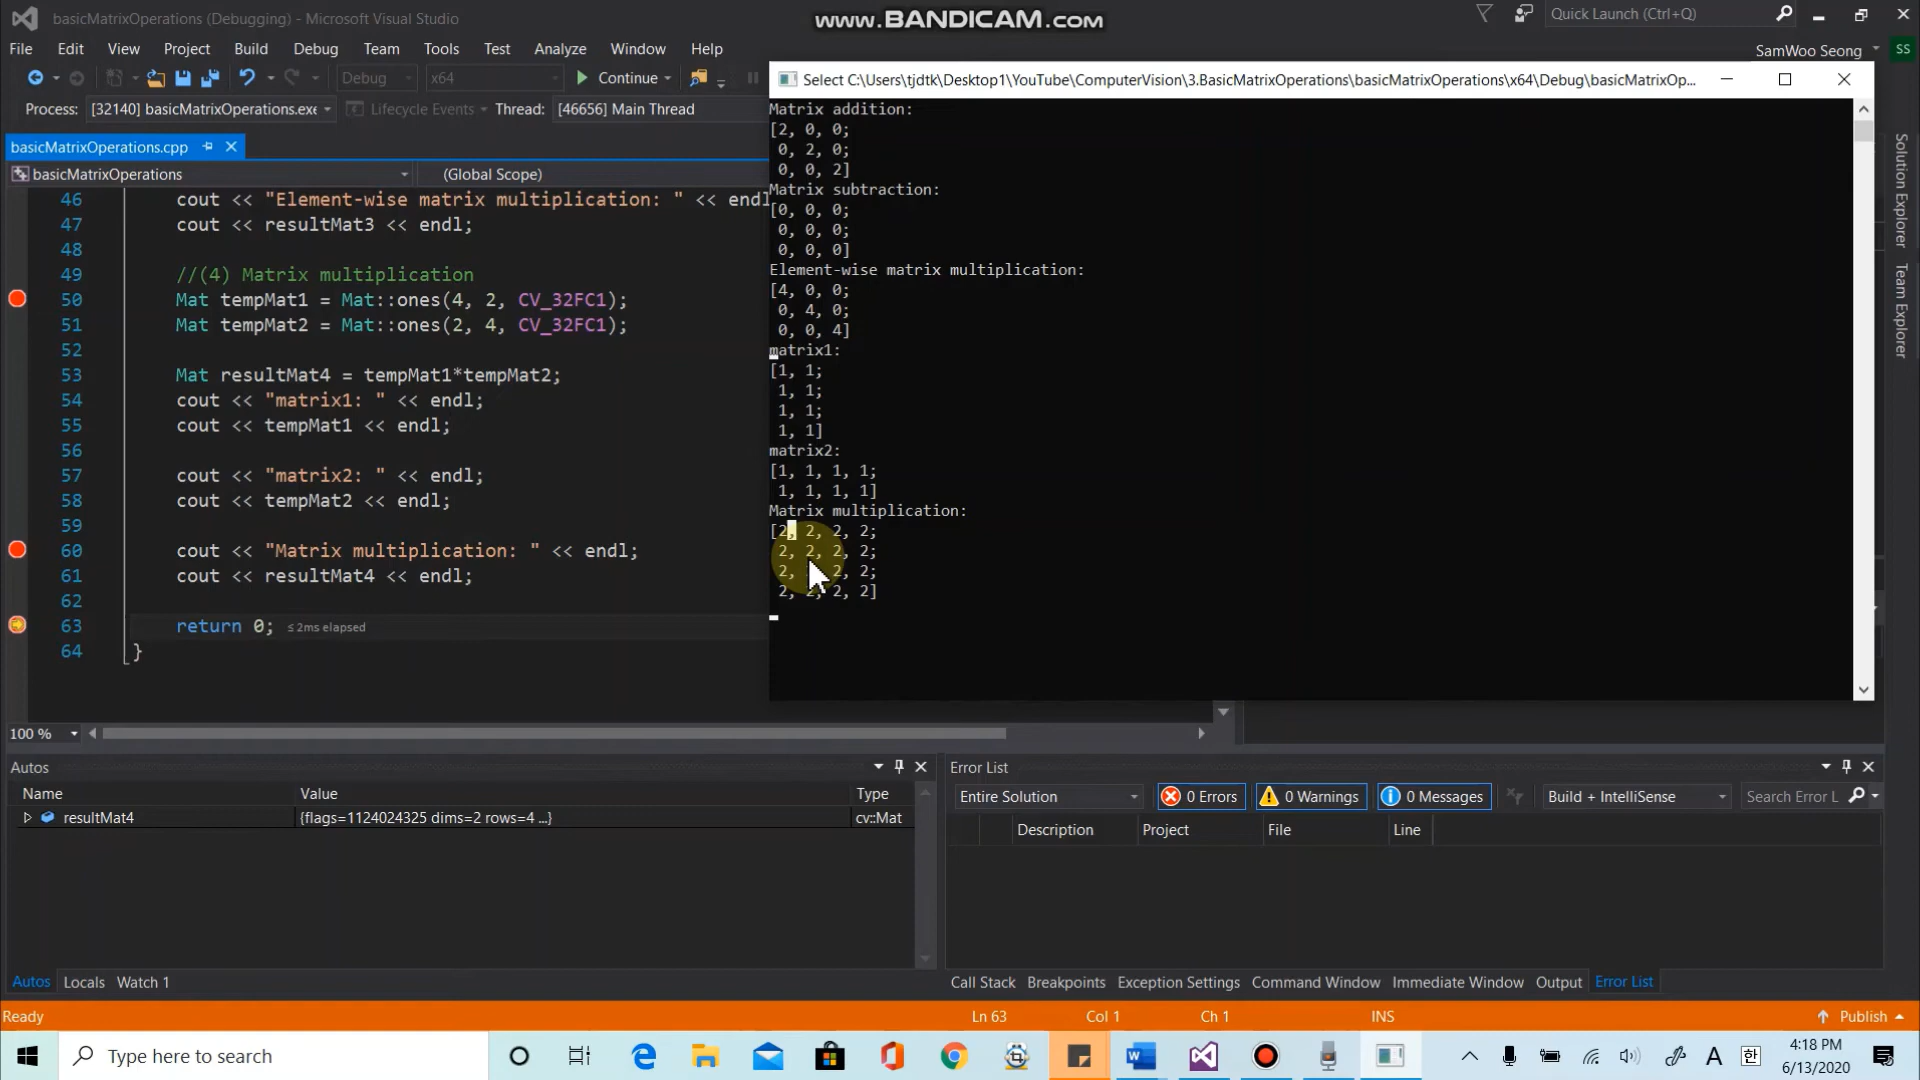 basicMatrixOperations (Debugging) - Microsoft Visual Studio
www.BANDICAM.com
Quick Launch (Ctrl+Q)
File Edit View Project Build Debug Team Tools Test Analyze Window Help
SamWoo Seong
SS
Debug x64 Continue
Process: [32140] basicMatrixOperations.exe Lifecycle Events Thread: [46656] Main Thread
basicMatrixOperations.cpp
basicMatrixOperations (Global Scope)
46 cout << "Element-wise matrix multiplication: " << endl
47 cout << resultMat3 << endl;
48
49 //(4) Matrix multiplication
50 Mat tempMat1 = Mat::ones(4, 2, CV_32FC1);
51 Mat tempMat2 = Mat::ones(2, 4, CV_32FC1);
52
53 Mat resultMat4 = tempMat1*tempMat2;
54 cout << "matrix1: " << endl;
55 cout << tempMat1 << endl;
56
57 cout << "matrix2: " << endl;
58 cout << tempMat2 << endl;
59
60 cout << "Matrix multiplication: " << endl;
61 cout << resultMat4 << endl;
62
63 return 0; ≤2ms elapsed
64 }
Select C:\Users\tjdtk\Desktop1\YouTube\ComputerVision\3.BasicMatrixOperations\basicMatrixOperations\x64\Debug\basicMatrixOp...
Matrix addition:
[2, 0, 0;
0, 2, 0;
0, 0, 2]
Matrix subtraction:
[0, 0, 0;
0, 0, 0;
0, 0, 0]
Element-wise matrix multiplication:
[4, 0, 0;
0, 4, 0;
0, 0, 4]
matrix1:
[1, 1;
1, 1;
1, 1;
1, 1]
matrix2:
[1, 1, 1, 1;
1, 1, 1, 1]
Matrix multiplication:
[2, 2, 2, 2;
2, 2, 2, 2;
2, 2, 2;
2, 2, 2, 2]
Solution Explorer
Team Explorer
100 %
Autos
Name Value Type
resultMat4 {flags=1124024325 dims=2 rows=4 ...} cv::Mat
Autos Locals Watch 1
Error List
Entire Solution 0 Errors 0 Warnings 0 Messages Build + IntelliSense Search Error L
Description Project File Line
Call Stack Breakpoints Exception Settings Command Window Immediate Window Output Error List
Ready Ln 63 Col 1 Ch 1 INS Publish
Type here to search
A 한
4:18 PM
6/13/2020